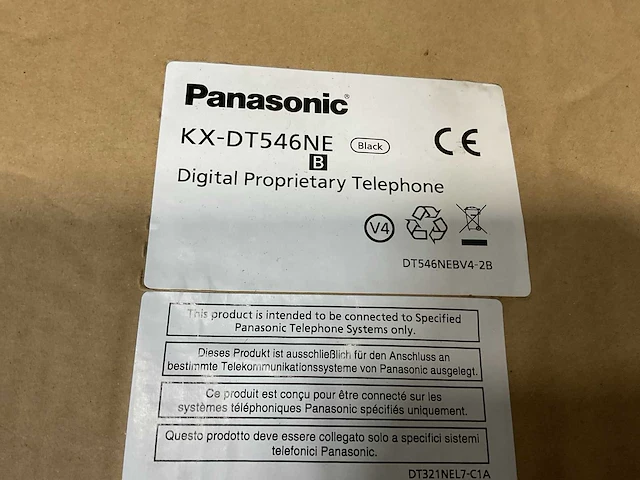 Panasonic®
KX-DT546NE Black
B
Digital Proprietary Telephone
V4
DT546NEBV4-2B
This product is intended to be connected to Specified
Panasonic Telephone Systems only.
Dieses Produkt ist ausschließlich für den Anschluss an
bestimmte Telekommunikationssysteme von Panasonic ausgelegt.
Ce produit est conçu pour être connecté sur les
systèmes téléphoniques Panasonic spécifiés uniquement.
Questo prodotto deve essere collegato solo a specifici sistemi
telefonici Panasonic.
DT321NEL7-C1A